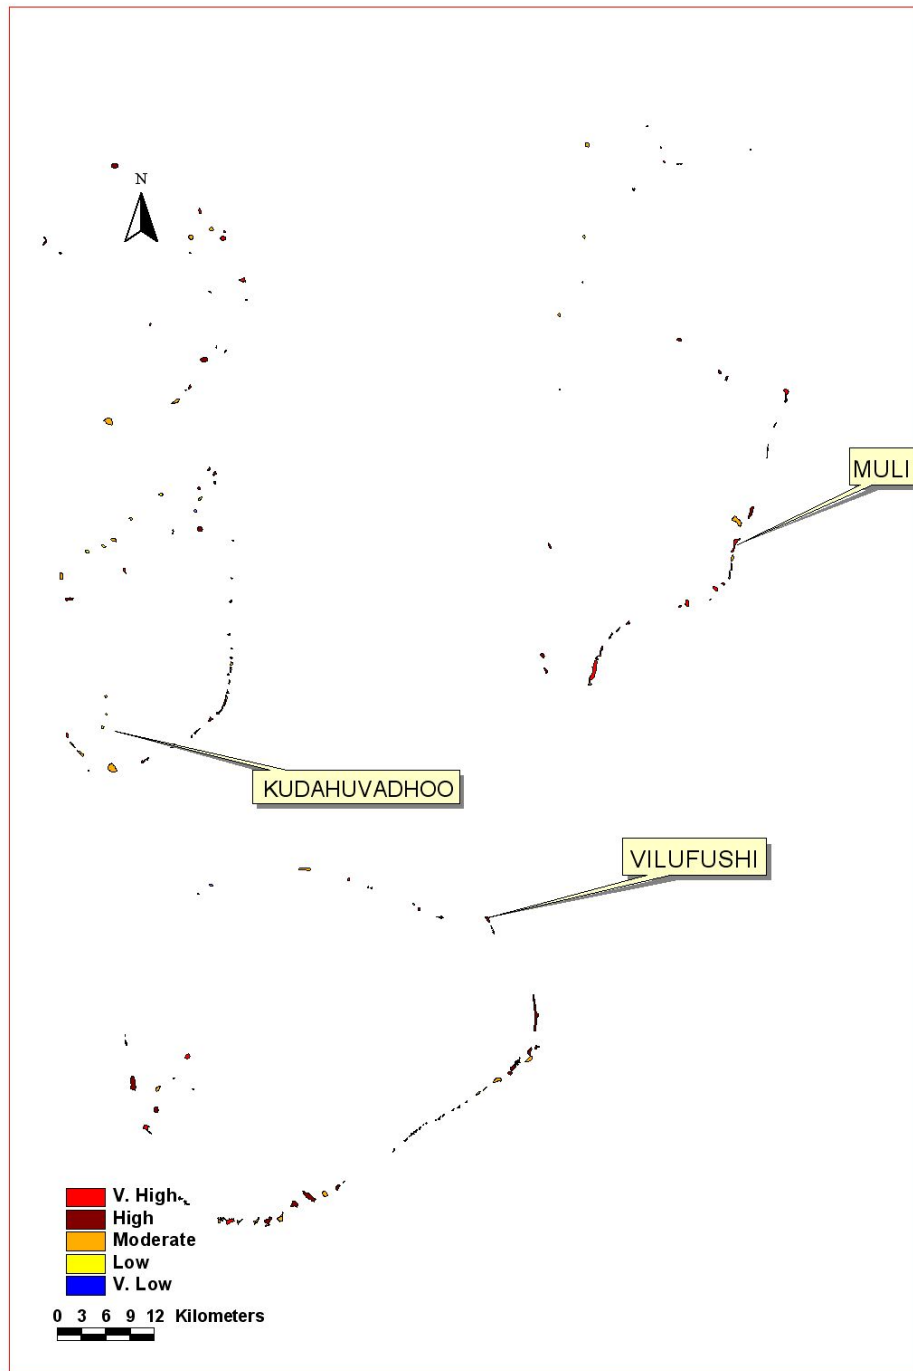 N
MULI
KUDAHUVADHOO
VILUFUSHI
V. High
High
Moderate
Low
V. Low
0 3 6 9 12 Kilometers